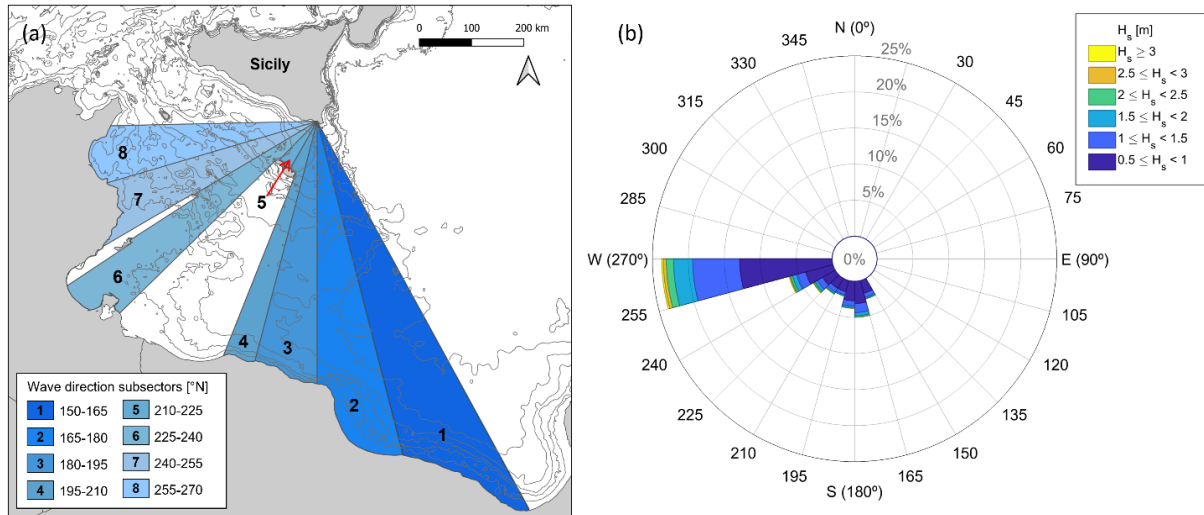 (a)
0 100 200 km
Sicily
8
7
5
6
4
3
2
1
Wave direction subsectors [°N]
1 150-165
2 165-180
3 180-195
4 195-210
5 210-225
6 225-240
7 240-255
8 255-270
(b)
N (0°)
345
330
315
300
285
W (270°)
255
240
225
210
195
S (180°)
165
150
135
120
105
E (90°)
75
60
45
30
25%
20%
15%
10%
5%
0%
Hs [m]
Hs ≥ 3
2.5 ≤ Hs < 3
2 ≤ Hs < 2.5
1.5 ≤ Hs < 2
1 ≤ Hs < 1.5
0.5 ≤ Hs < 1